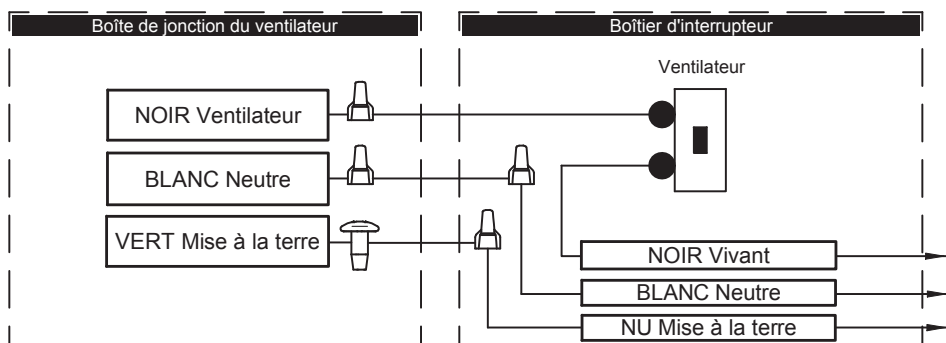 Boîte de jonction du ventilateur
Boîtier d'interrupteur
Ventilateur
NOIR Ventilateur
BLANC Neutre
VERT Mise à la terre
NOIR Vivant
BLANC Neutre
NU Mise à la terre